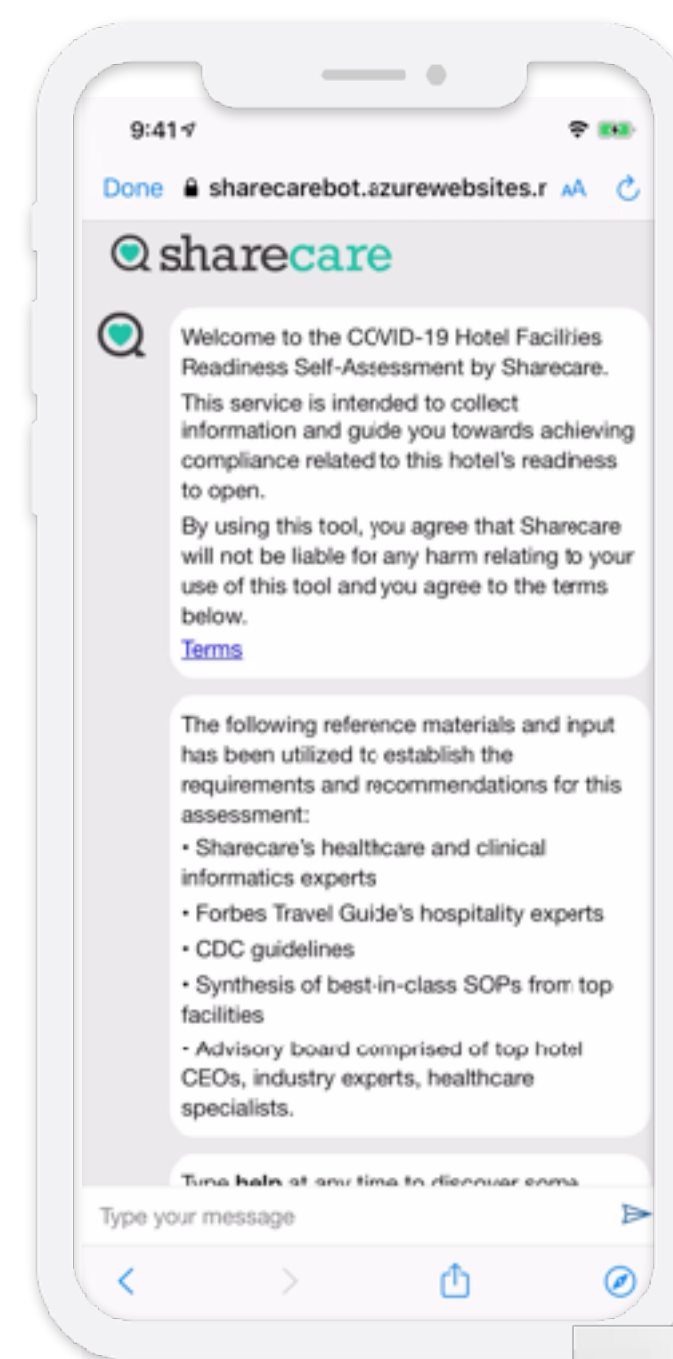 9:41
Done sharecarebot.azurewebsites.r AA
sharecare
Welcome to the COVID-19 Hotel Facilities
Readiness Self-Assessment by Sharecare.
This service is intended to collect
information and guide you towards achieving
compliance related to this hotel's readiness
to open.
By using this tool, you agree that Sharecare
will not be liable for any harm relating to your
use of this tool and you agree to the terms
below.
Terms
The following reference materials and input
has been utilized to establish the
requirements and recommendations for this
assessment:
• Sharecare's healthcare and clinical
informatics experts
• Forbes Travel Guide's hospitality experts
• CDC guidelines
• Synthesis of best-in-class SOPs from top
facilities
- Advisory board comprised of top hotel
CEOs, industry experts, healthcare
specialists.
Type help at any time to discover some
Type your message